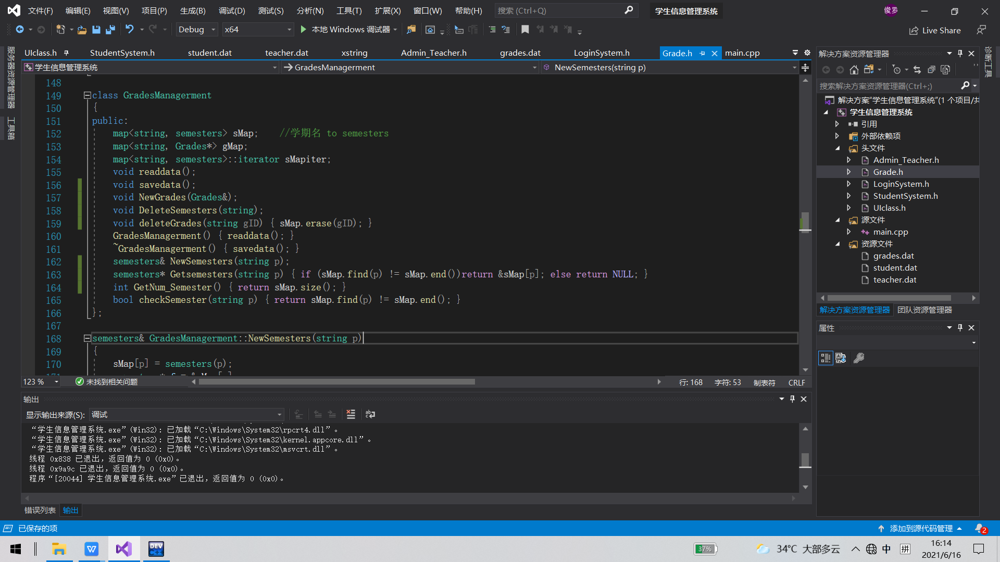 文件(F) 编辑(E) 视图(V) 项目(P) 生成(B) 调试(D) 测试(S) 分析(N) 工具(T) 扩展(X) 窗口(W) 帮助(H) 搜索 (Ctrl+Q) 学生信息管理系统 俊罗
Debug x64 本地 Windows 调试器 Live Share
服务器资源管理器
工具箱
UIclass.h StudentSystem.h student.dat teacher.dat xstring Admin_Teacher.h grades.dat LoginSystem.h Grade.h main.cpp
学生信息管理系统 GradesManagerment NewSemesters(string p)
148
149 class GradesManagerment
150 {
151 public:
152 map<string, semesters> sMap; //学期名 to semesters
153 map<string, Grades*> gMap;
154 map<string, semesters>::iterator sMapiter;
155 void readdata();
156 void savedata();
157 void NewGrades(Grades&);
158 void DeleteSemesters(string);
159 void deleteGrades(string gID) { sMap.erase(gID); }
160 GradesManagerment() { readdata(); }
161 ~GradesManagerment() { savedata(); }
162 semesters& NewSemesters(string p);
163 semesters* Getsemesters(string p) { if (sMap.find(p) != sMap.end())return &sMap[p]; else return NULL; }
164 int GetNum_Semester() { return sMap.size(); }
165 bool checkSemester(string p) { return sMap.find(p) != sMap.end(); }
166 };
167
168 semesters& GradesManagerment::NewSemesters(string p)
169 {
170 sMap[p] = semesters(p);
123 % 未找到相关问题 行: 168 字符: 53 制表符 CRLF
输出
显示输出来源(S): 调试
“学生信息管理系统.exe”(Win32): 已加载“C:\Windows\System32\rpcrt4.dll”。
“学生信息管理系统.exe”(Win32): 已加载“C:\Windows\System32\kernel.appcore.dll”。
“学生信息管理系统.exe”(Win32): 已加载“C:\Windows\System32\msvcrt.dll”。
线程 0x838 已退出，返回值为 0 (0x0)。
线程 0x9a9c 已退出，返回值为 0 (0x0)。
程序“[20044] 学生信息管理系统.exe”已退出，返回值为 0 (0x0)。
错误列表 输出
解决方案资源管理器
搜索解决方案资源管理器(Ctrl+;)
解决方案“学生信息管理系统”(1 个项目/共
学生信息管理系统
引用
外部依赖项
头文件
Admin_Teacher.h
Grade.h
LoginSystem.h
StudentSystem.h
UIclass.h
源文件
main.cpp
资源文件
grades.dat
student.dat
teacher.dat
解决方案资源管理器 团队资源管理器
属性
诊断工具
已保存的项 添加到源代码管理 2
DEV C++
37% 34°C 大部多云 中 拼 16:14
2021/6/16